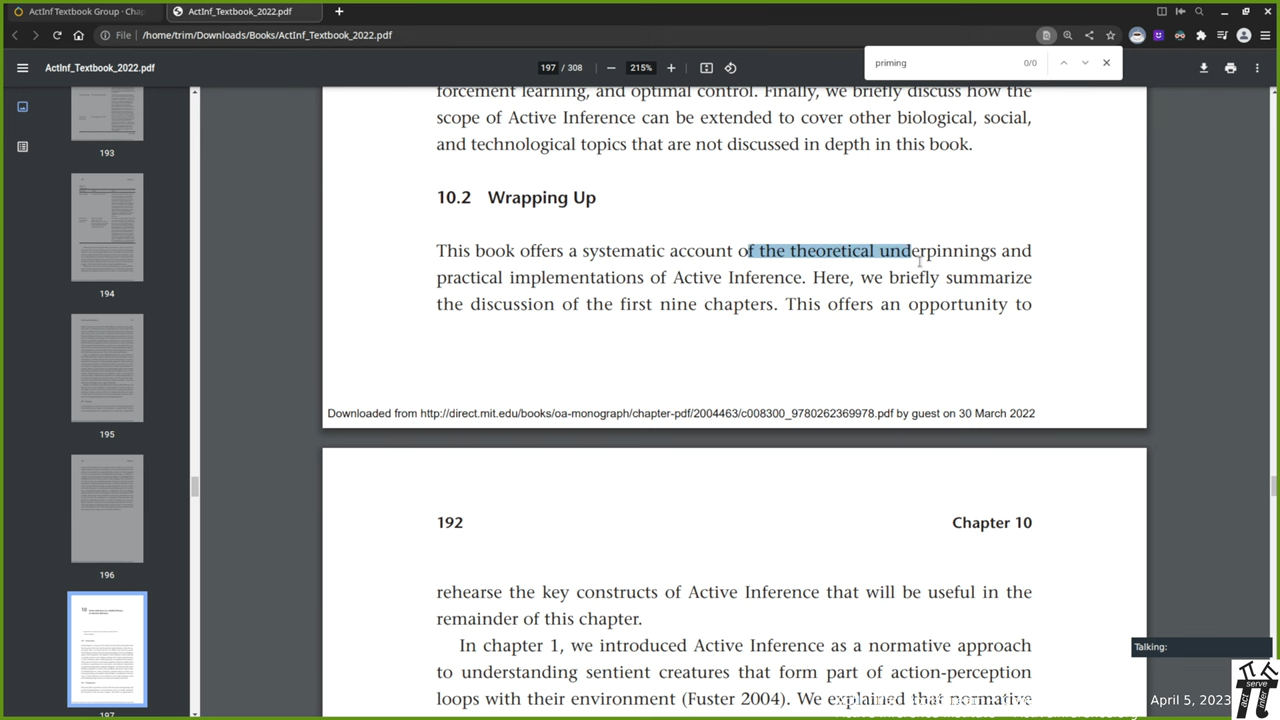 ActInf Textbook Group · Chap
ActInf_Textbook_2022.pdf
File
/home/trim/Downloads/Books/ActInf_Textbook_2022.pdf
ActInf_Textbook_2022.pdf
197 / 308
215%
priming
0/0
193
194
195
196
197
forcement learning, and optimal control. Finally, we briefly discuss how the
scope of Active Inference can be extended to cover other biological, social,
and technological topics that are not discussed in depth in this book.
10.2 Wrapping Up
This book offers a systematic account of the theoretical underpinnings and
practical implementations of Active Inference. Here, we briefly summarize
the discussion of the first nine chapters. This offers an opportunity to
Downloaded from http://direct.mit.edu/books/oa-monograph/chapter-pdf/2004463/c008300_9780262369978.pdf by guest on 30 March 2022
192
Chapter 10
rehearse the key constructs of Active Inference that will be useful in the
remainder of this chapter.
In chapter 1, we introduced Active Inference as a normative approach
to understanding sentient creatures that form part of action-perception
loops with their environment (Fuster 2004). We explained that normative
Talking:
April 5, 2023
act
serve
infer